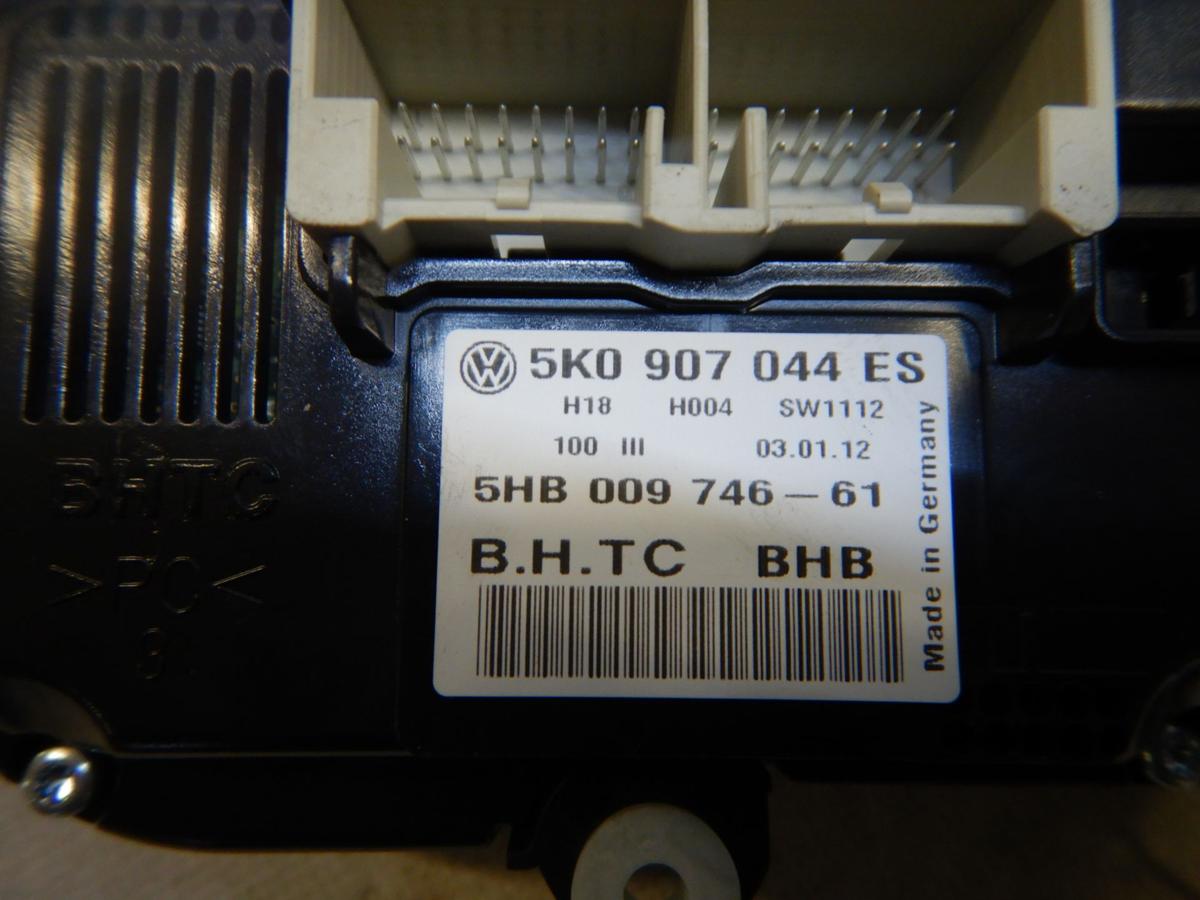 5K0 907 044 ES
H18 H004 SW1112
100 III 03.01.12
5HB 009 746 – 61
B.H.TC BHB
Made in Germany
BHTC
>PC<